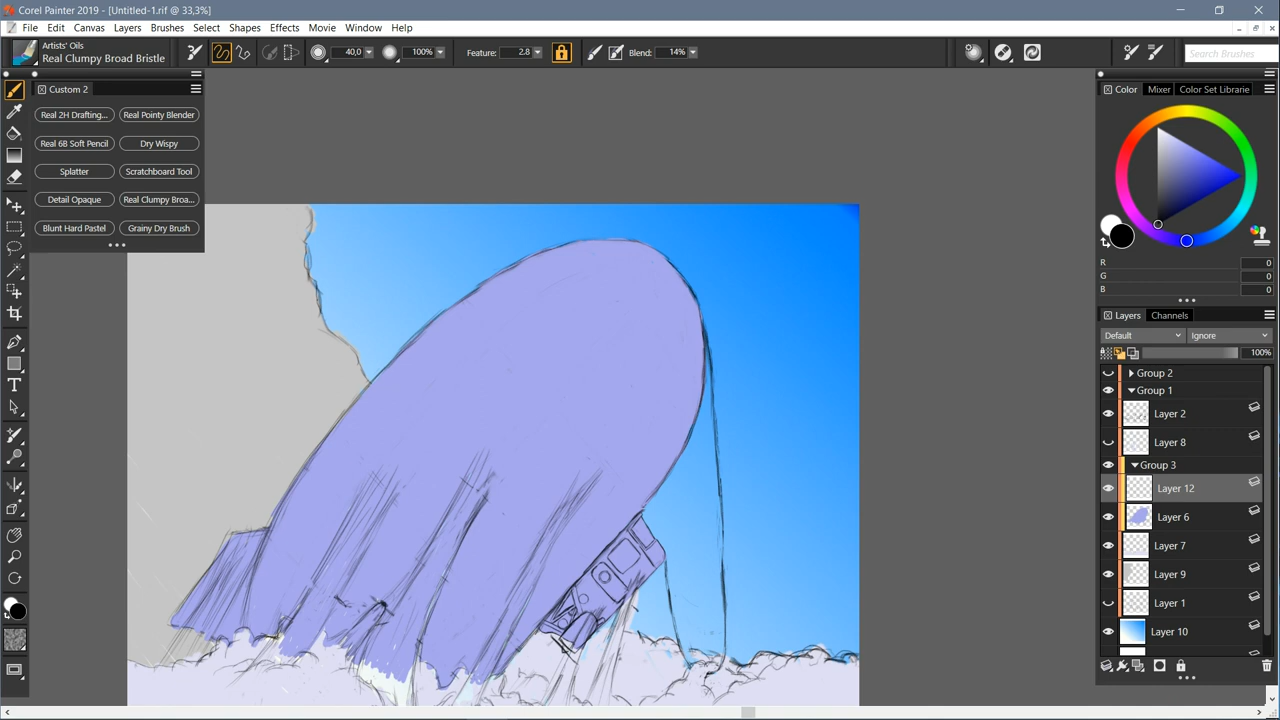 Corel Painter 2019 - [Untitled-1.rif @ 33,3%]
File Edit Canvas Layers Brushes Select Shapes Effects Movie Window Help
Artists' Oils
Real Clumpy Broad Bristle
40,0 100% Feature: 2.8 Blend: 14% Search Brushes
Custom 2
Real 2H Drafting... Real Pointy Blender
Real 6B Soft Pencil Dry Wispy
Splatter Scratchboard Tool
Detail Opaque Real Clumpy Broa...
Blunt Hard Pastel Grainy Dry Brush
Color Mixer Color Set Librarie
R 0
G 0
B 0
Layers Channels
Default Ignore
100%
Group 2
Group 1
Layer 2
Layer 8
Group 3
Layer 12
Layer 6
Layer 7
Layer 9
Layer 1
Layer 10